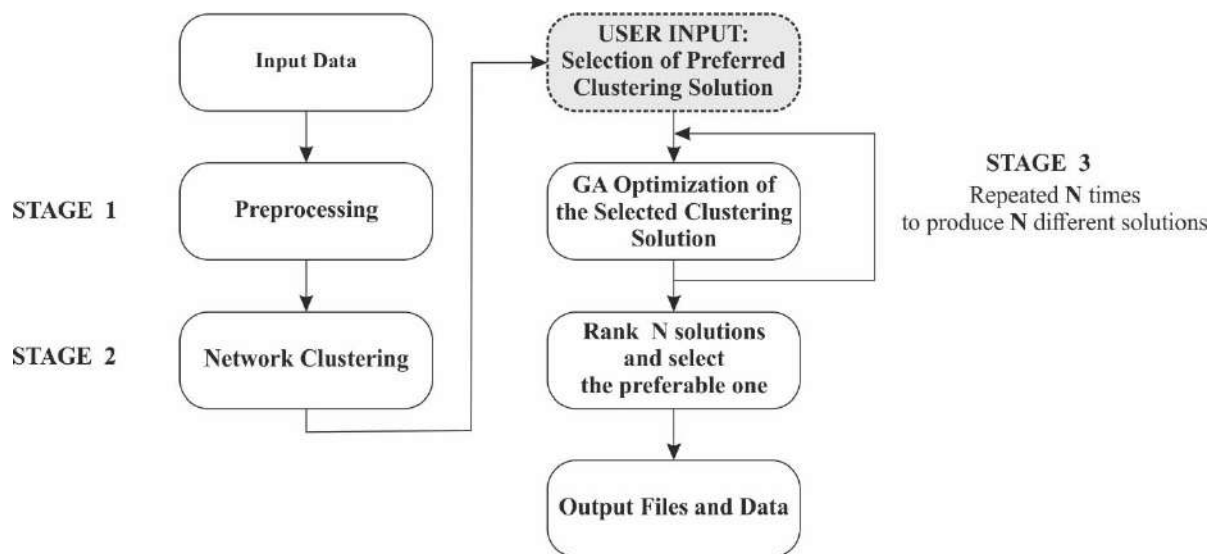 Input Data
STAGE 1
Preprocessing
STAGE 2
Network Clustering
USER INPUT:
Selection of Preferred
Clustering Solution
GA Optimization of
the Selected Clustering
Solution
STAGE 3
Repeated N times
to produce N different solutions
Rank N solutions
and select
the preferable one
Output Files and Data